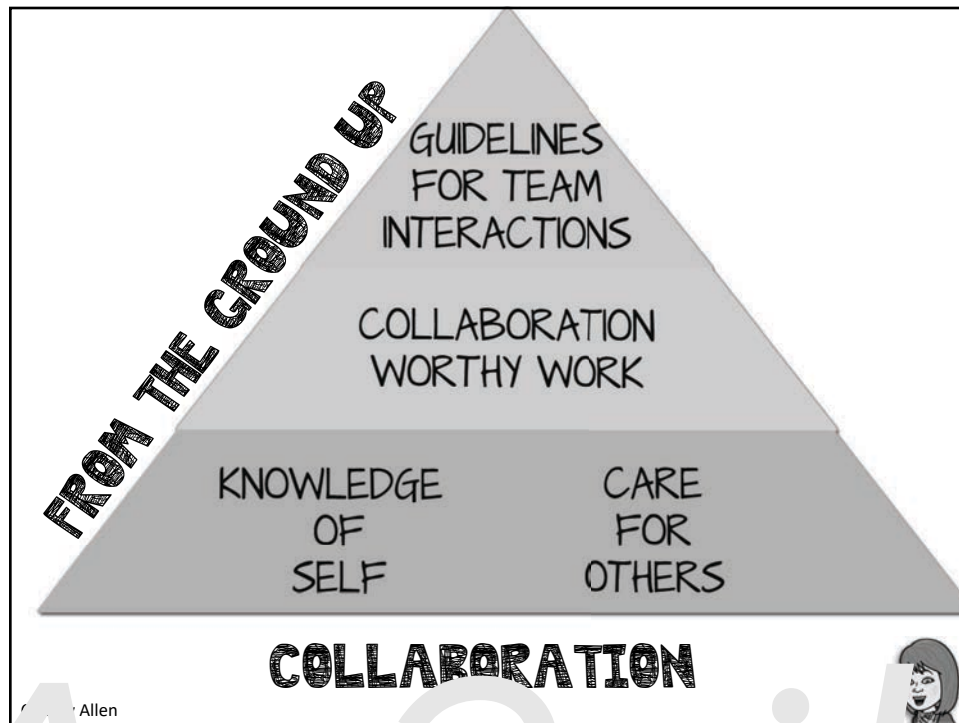 FROM THE GROUND UP
GUIDELINES
FOR TEAM
INTERACTIONS
COLLABORATION
WORTHY WORK
KNOWLEDGE
OF
SELF
CARE
FOR
OTHERS
COLLABORATION
Allen